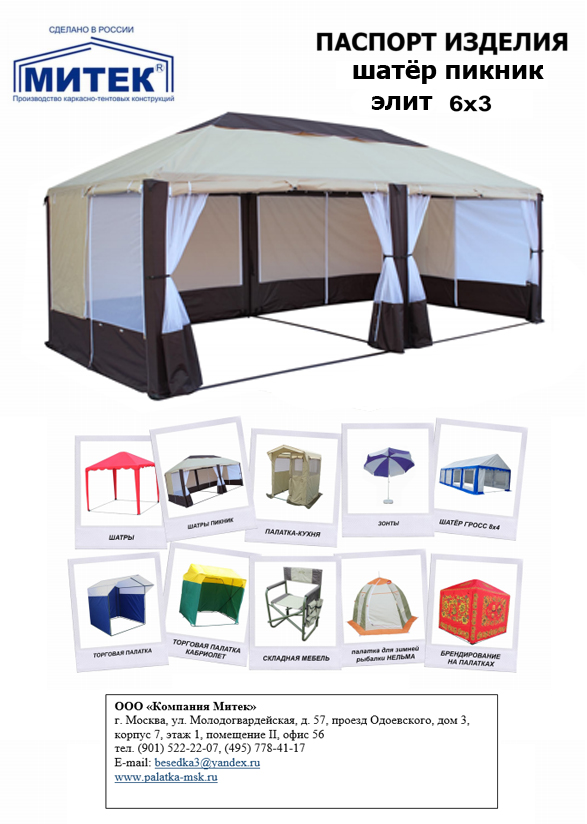 СДЕЛАНО В РОССИИ
МИТЕК®
Производство каркасно-тентовых конструкций
ПАСПОРТ ИЗДЕЛИЯ
шатёр пикник
элит 6х3
ШАТРЫ
ШАТРЫ ПИКНИК
ПАЛАТКА-КУХНЯ
ЗОНТЫ
ШАТЁР ГРОСС 8х4
ТОРГОВАЯ ПАЛАТКА
ТОРГОВАЯ ПАЛАТКА
КАБРИОЛЕТ
СКЛАДНАЯ МЕБЕЛЬ
палатка для зимней
рыбалки НЕЛЬМА
БРЕНДИРОВАНИЕ
НА ПАЛАТКАХ
ООО «Компания Митек»
г. Москва, ул. Молодогвардейская, д. 57, проезд Одоевского, дом 3,
корпус 7, этаж 1, помещение II, офис 56
тел. (901) 522-22-07, (495) 778-41-17
E-mail: besedka3@yandex.ru
www.palatka-msk.ru